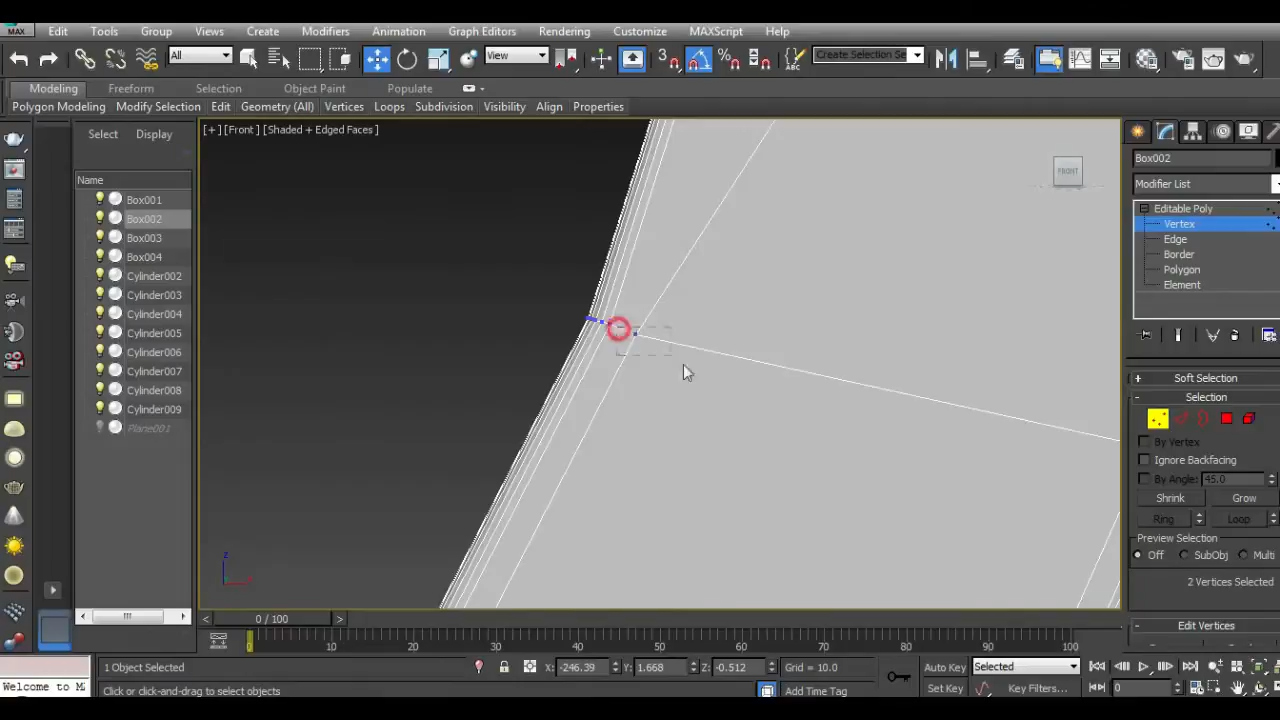 MAX Edit Tools Group Views Create Modifiers Animation Graph Editors Rendering Customize MAXScript Help
All View 3 Create Selection Se
Modeling Freeform Selection Object Paint Populate
Polygon Modeling Modify Selection Edit Geometry (All) Vertices Loops Subdivision Visibility Align Properties
Select Display
Name
Box001
Box002
Box003
Box004
Cylinder002
Cylinder003
Cylinder004
Cylinder005
Cylinder006
Cylinder007
Cylinder008
Cylinder009
Plane001
[+] [Front] [Shaded + Edged Faces ]
FRONT
z
Box002
Modifier List
Editable Poly
Vertex
Edge
Border
Polygon
Element
+ Soft Selection
- Selection
By Vertex
Ignore Backfacing
By Angle: 45.0
Shrink Grow
Ring Loop
Preview Selection
Off SubObj Multi
2 Vertices Selected
- Edit Vertices
< 0 / 100 >
0 10 20 30 40 50 60 70 80 90 100
1 Object Selected X: -246.39 Y: 1.668 Z: -0.512 Grid = 10.0 Auto Key Selected
Welcome to M Click or click-and-drag to select objects Add Time Tag Set Key Key Filters... 0